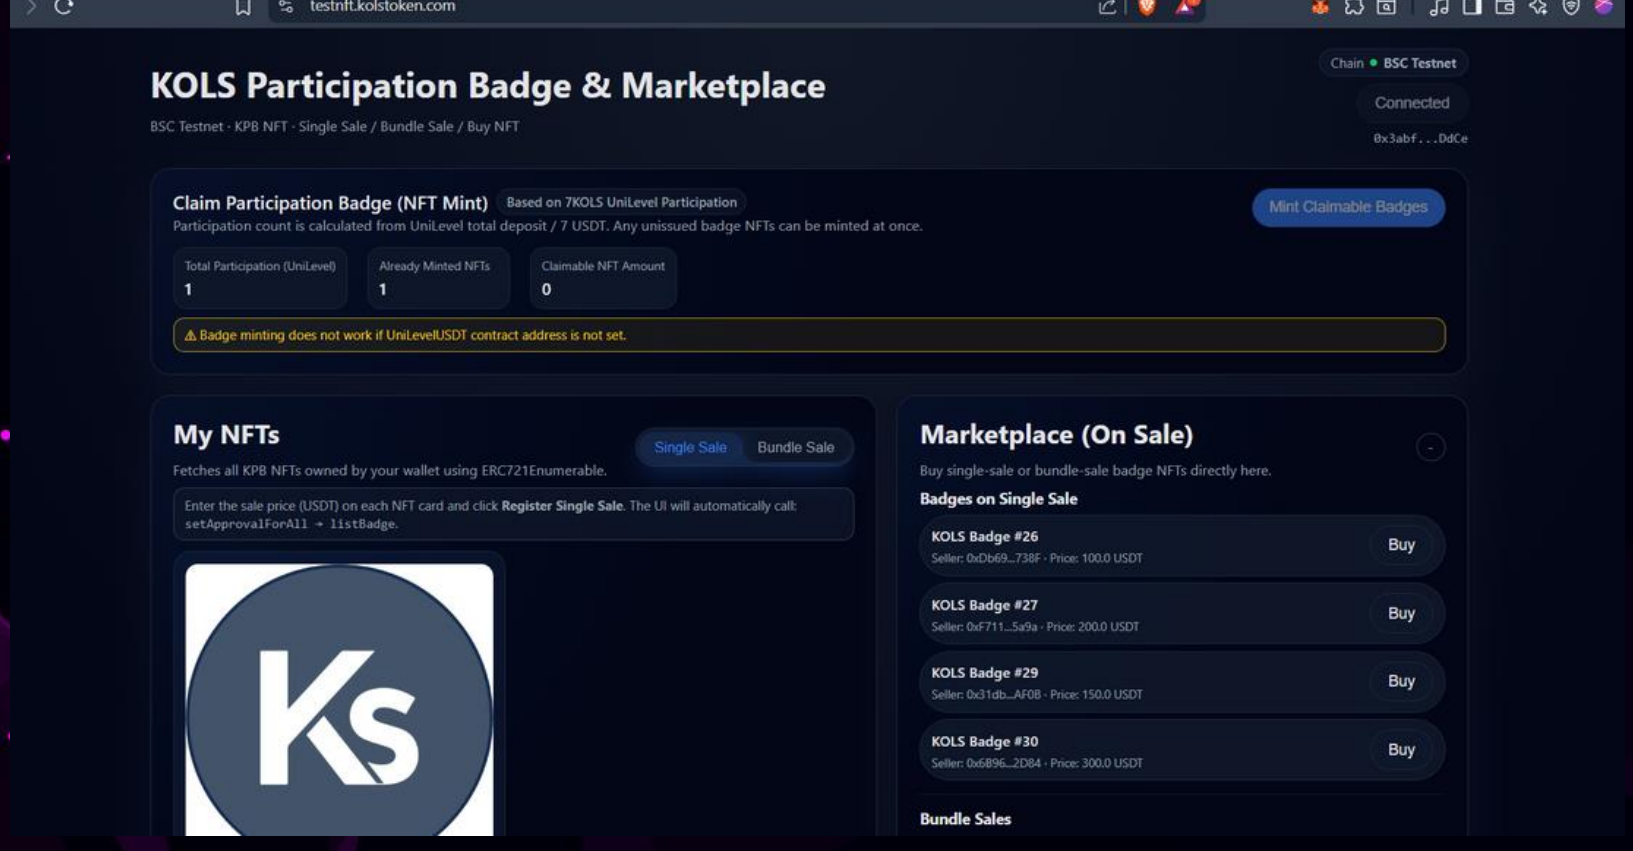 testnft.kolstoken.com
Chain ● BSC Testnet
KOLS Participation Badge & Marketplace
Connected
BSC Testnet · KPB NFT · Single Sale / Bundle Sale / Buy NFT
0x3abf...DdCe
Claim Participation Badge (NFT Mint) Based on 7KOLS UniLevel Participation
Mint Claimable Badges
Participation count is calculated from UniLevel total deposit / 7 USDT. Any unissued badge NFTs can be minted at once.
Total Participation (UniLevel)
1
Already Minted NFTs
1
Claimable NFT Amount
0
⚠ Badge minting does not work if UniLevelUSDT contract address is not set.
My NFTs
Single Sale Bundle Sale
Fetches all KPB NFTs owned by your wallet using ERC721Enumerable.
Enter the sale price (USDT) on each NFT card and click Register Single Sale. The UI will automatically call:
setApprovalForAll → listBadge.
Ks
Marketplace (On Sale)
-
Buy single-sale or bundle-sale badge NFTs directly here.
Badges on Single Sale
KOLS Badge #26
Seller: 0xDb69...738F · Price: 100.0 USDT
Buy
KOLS Badge #27
Seller: 0xF711...5a9a · Price: 200.0 USDT
Buy
KOLS Badge #29
Seller: 0x31db...AF0B · Price: 150.0 USDT
Buy
KOLS Badge #30
Seller: 0x6B96...2D84 · Price: 300.0 USDT
Buy
Bundle Sales